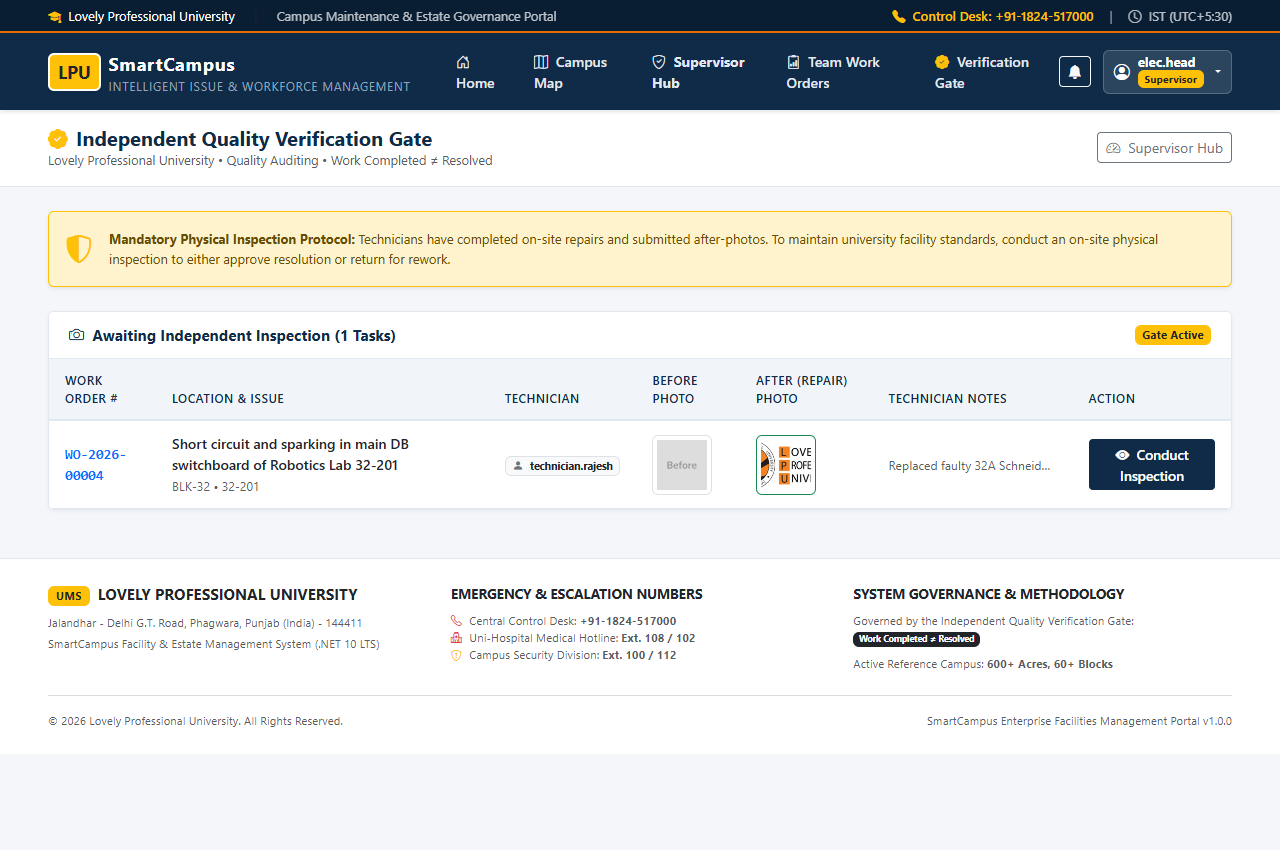 Lovely Professional University
Campus Maintenance & Estate Governance Portal
Control Desk: +91-1824-517000 | IST (UTC+5:30)
LPU
SmartCampus
INTELLIGENT ISSUE & WORKFORCE MANAGEMENT
Home
Campus Map
Supervisor Hub
Team Work Orders
Verification Gate
elec.head
Supervisor
Independent Quality Verification Gate
Lovely Professional University • Quality Auditing • Work Completed ≠ Resolved
Supervisor Hub
Mandatory Physical Inspection Protocol: Technicians have completed on-site repairs and submitted after-photos. To maintain university facility standards, conduct an on-site physical
inspection to either approve resolution or return for rework.
Awaiting Independent Inspection (1 Tasks)
Gate Active
WORK ORDER #
LOCATION & ISSUE
TECHNICIAN
BEFORE PHOTO
AFTER (REPAIR) PHOTO
TECHNICIAN NOTES
ACTION
WO-2026-
00004
Short circuit and sparking in main DB
switchboard of Robotics Lab 32-201
BLK-32 • 32-201
technician.rajesh
Before
LOVE
PROFE
UNIV
Replaced faulty 32A Schneid...
Conduct
Inspection
UMS LOVELY PROFESSIONAL UNIVERSITY
Jalandhar - Delhi G.T. Road, Phagwara, Punjab (India) - 144411
SmartCampus Facility & Estate Management System (.NET 10 LTS)
EMERGENCY & ESCALATION NUMBERS
Central Control Desk: +91-1824-517000
Uni-Hospital Medical Hotline: Ext. 108 / 102
Campus Security Division: Ext. 100 / 112
SYSTEM GOVERNANCE & METHODOLOGY
Governed by the Independent Quality Verification Gate:
Work Completed ≠ Resolved
Active Reference Campus: 600+ Acres, 60+ Blocks
© 2026 Lovely Professional University. All Rights Reserved.
SmartCampus Enterprise Facilities Management Portal v1.0.0